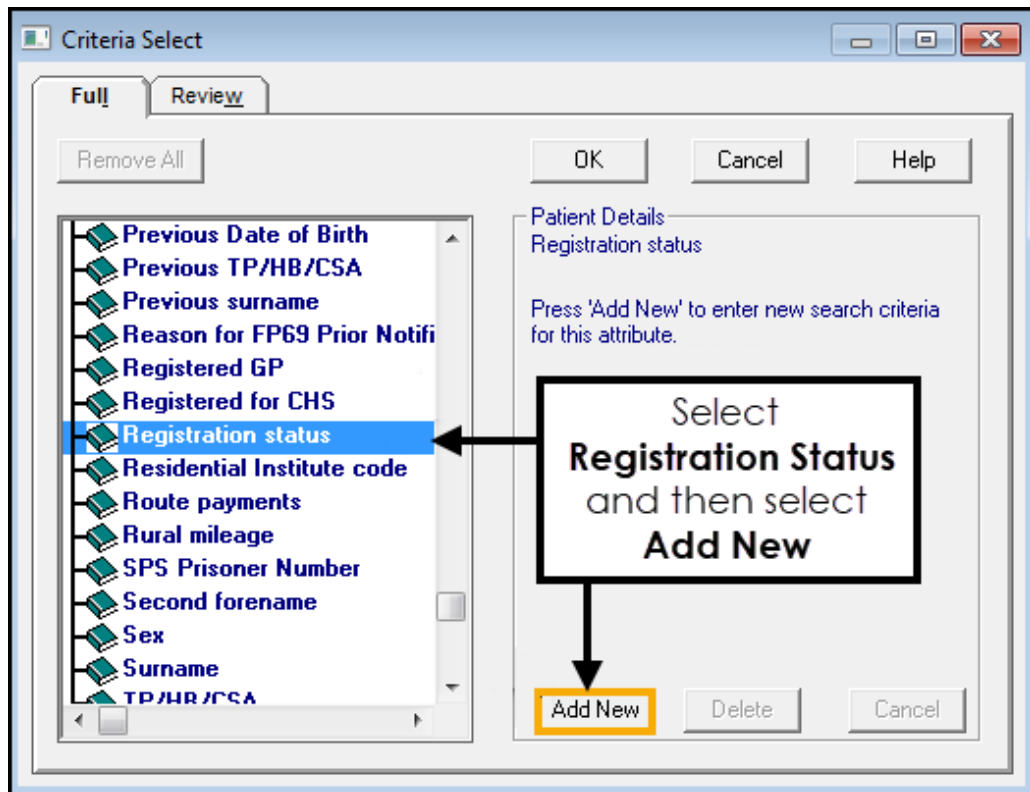 Criteria Select
Full Review
Remove All OK Cancel Help
Previous Date of Birth
Previous TP/HB/CSA
Previous surname
Reason for FP69 Prior Notifi
Registered GP
Registered for CHS
Registration status
Residential Institute code
Route payments
Rural mileage
SPS Prisoner Number
Second forename
Sex
Surname
TP/HB/CSA
Patient Details
Registration status
Press 'Add New' to enter new search criteria
for this attribute.
Select
Registration Status
and then select
Add New
Add New Delete Cancel